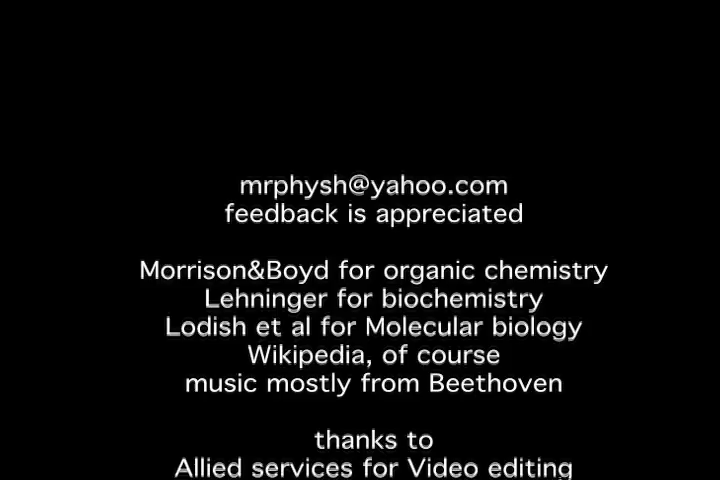 mrphysh@yahoo.com
feedback is appreciated
Morrison&Boyd for organic chemistry
Lehninger for biochemistry
Lodish et al for Molecular biology
Wikipedia, of course
music mostly from Beethoven
thanks to
Allied services for Video editing